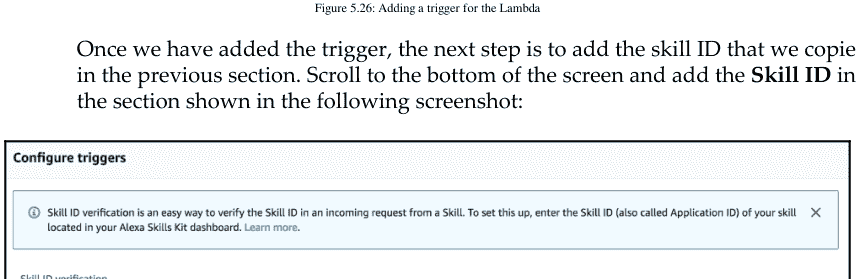 Figure 5.26: Adding a trigger for the Lambda
Once we have added the trigger, the next step is to add the skill ID that we copie
in the previous section. Scroll to the bottom of the screen and add the Skill ID in
the section shown in the following screenshot:
Configure triggers
Skill ID verification is an easy way to verify the Skill ID in an incoming request from a Skill. To set this up, enter the Skill ID (also called Application ID) of your skill
located in your Alexa Skills Kit dashboard. Learn more.
Skill ID verification